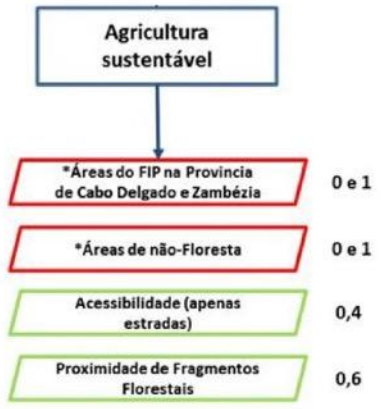 Agricultura
sustentável
*Áreas do FIP na Provincia
de Cabo Delgado e Zambézia
0 e 1
*Áreas de não-Floresta
0 e 1
Acessibilidade (apenas
estradas)
0,4
Proximidade de Fragmentos
Florestais
0,6